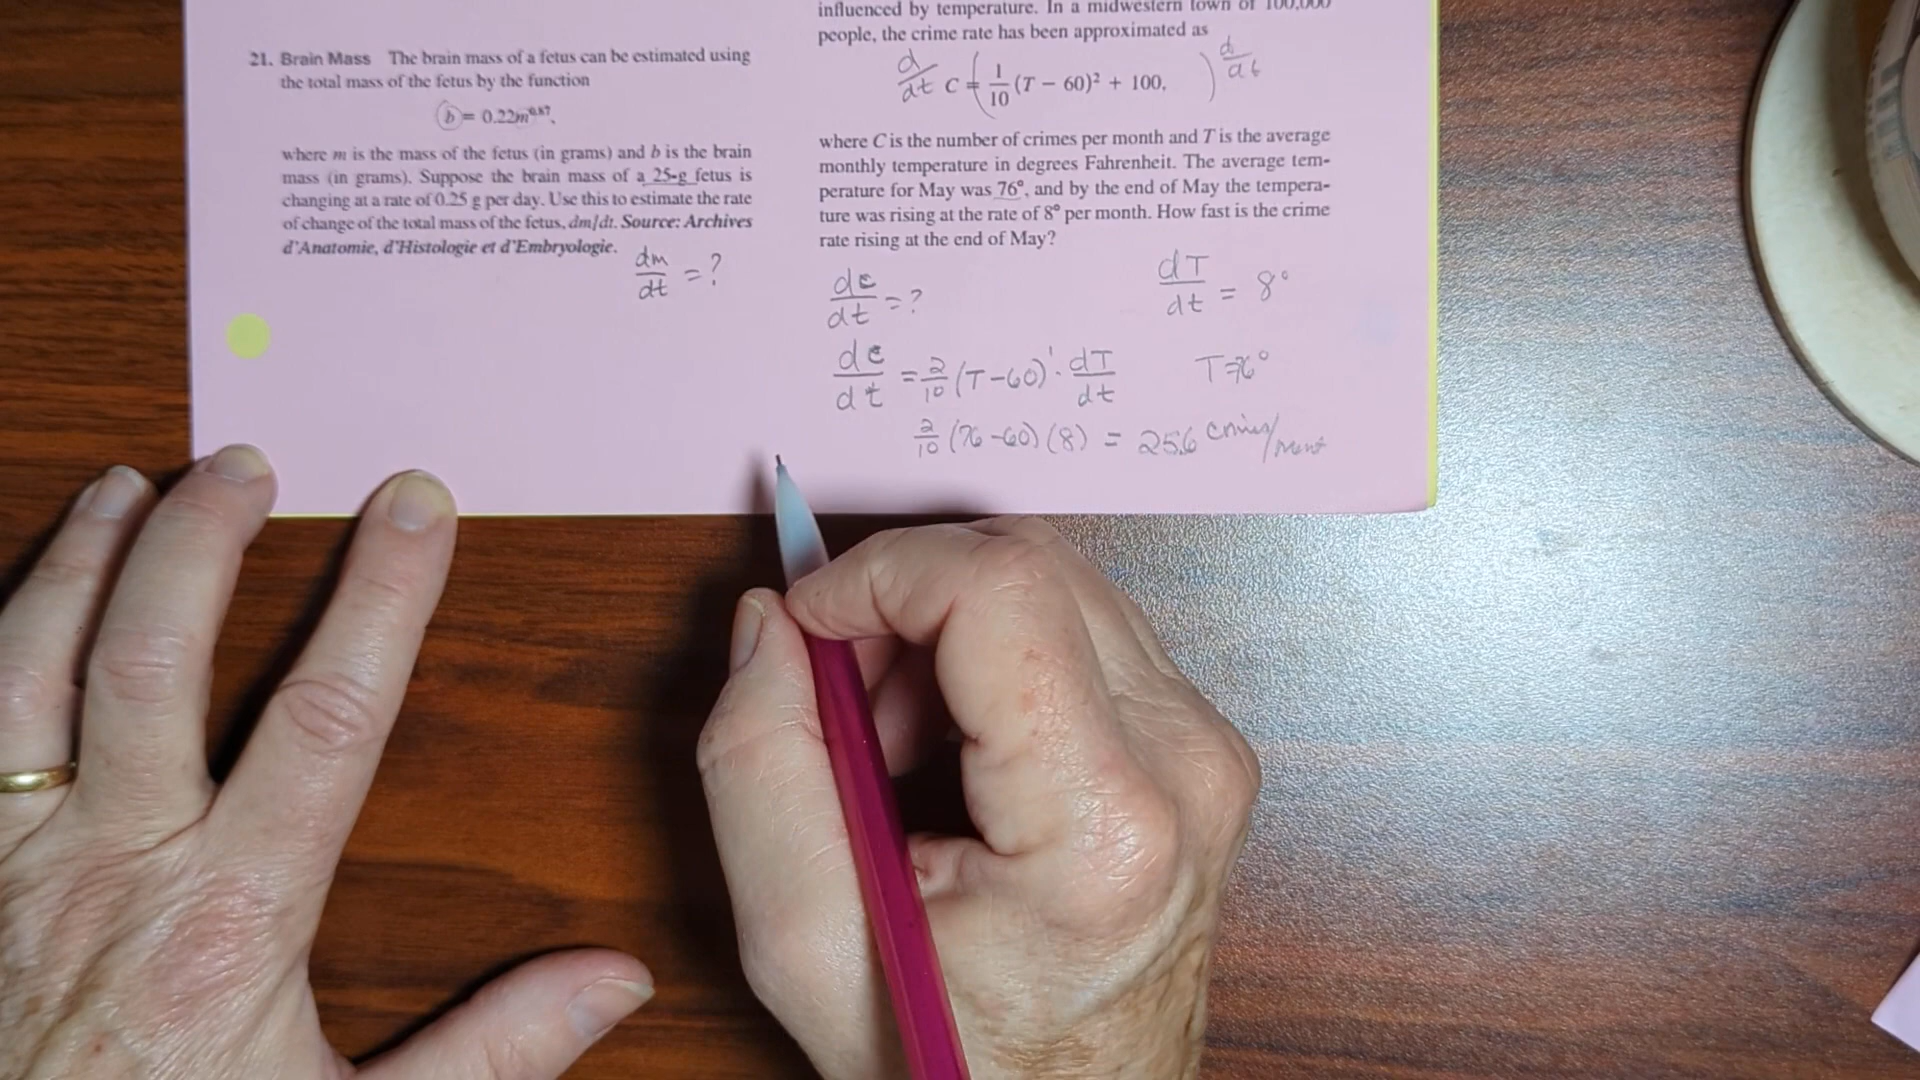 21. Brain Mass The brain mass of a fetus can be estimated using
the total mass of the fetus by the function
b = 0.22m^0.87,
where m is the mass of the fetus (in grams) and b is the brain
mass (in grams). Suppose the brain mass of a 25-g fetus is
changing at a rate of 0.25 g per day. Use this to estimate the rate
of change of the total mass of the fetus, dm/dt. Source: Archives
d'Anatomie, d'Histologie et d'Embryologie.
dm/dt = ?
influenced by temperature. In a midwestern town of 100,000
people, the crime rate has been approximated as
d/dt C = (1/10 (T − 60)² + 100, ) d/dt
where C is the number of crimes per month and T is the average
monthly temperature in degrees Fahrenheit. The average tem-
perature for May was 76°, and by the end of May the tempera-
ture was rising at the rate of 8° per month. How fast is the crime
rate rising at the end of May?
dc/dt = ? dT/dt = 8°
dc/dt = 2/10 (T-60)^1 · dT/dt T=76°
2/10 (76-60) (8) = 25.6